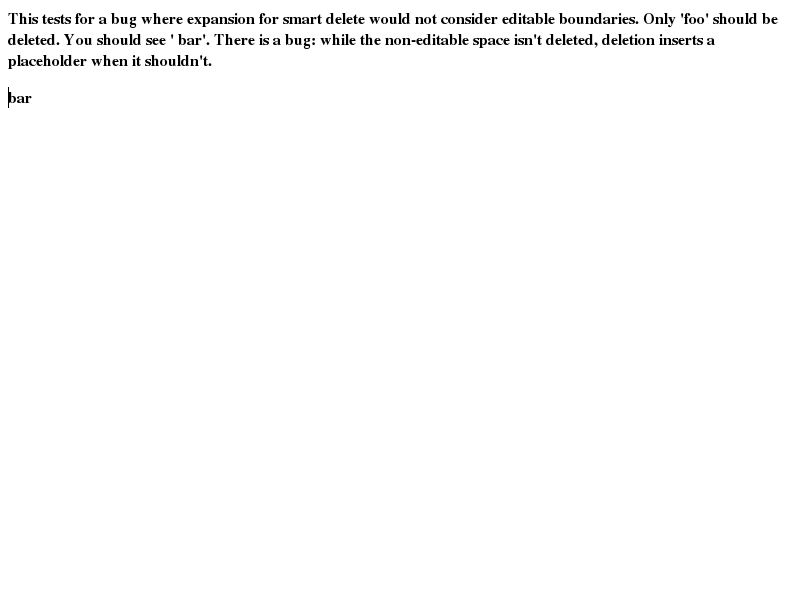 This tests for a bug where expansion for smart delete would not consider editable boundaries. Only 'foo' should be
deleted. You should see ' bar'. There is a bug: while the non-editable space isn't deleted, deletion inserts a
placeholder when it shouldn't.
bar